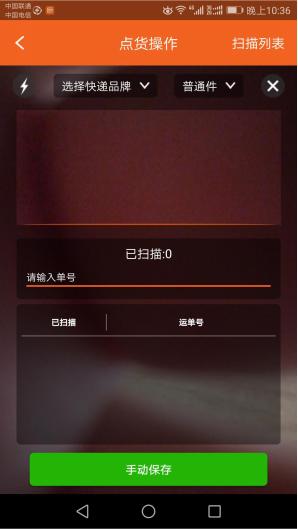 中国联通
中国电信
晚上10:36
点货操作
扫描列表
选择快递品牌
普通件
已扫描:0
请输入单号
已扫描
运单号
手动保存